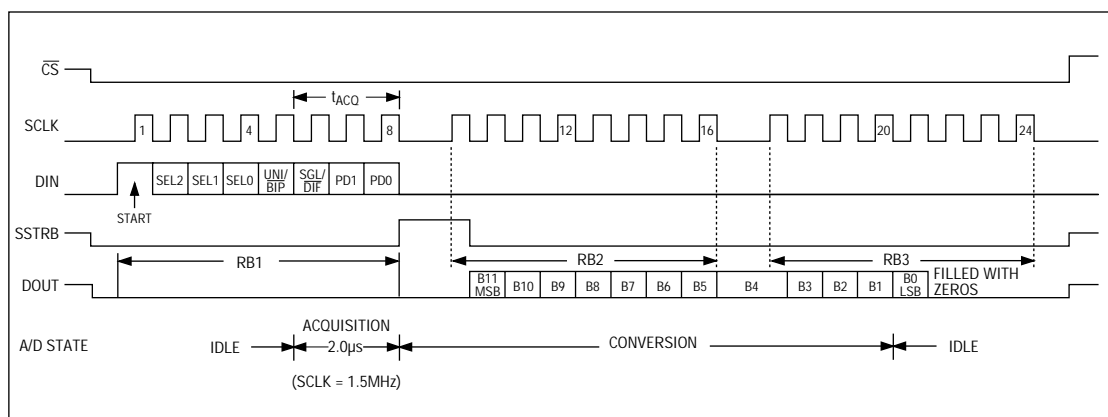 CS
tACQ
SCLK 1 4 8 12 16 20 24
DIN SEL2 SEL1 SEL0 UNI/BIP SGL/DIF PD1 PD0
START
SSTRB
RB1 RB2 RB3
DOUT B11 MSB B10 B9 B8 B7 B6 B5 B4 B3 B2 B1 B0 LSB FILLED WITH ZEROS
A/D STATE IDLE ACQUISITION 2.0µs CONVERSION IDLE
(SCLK = 1.5MHz)